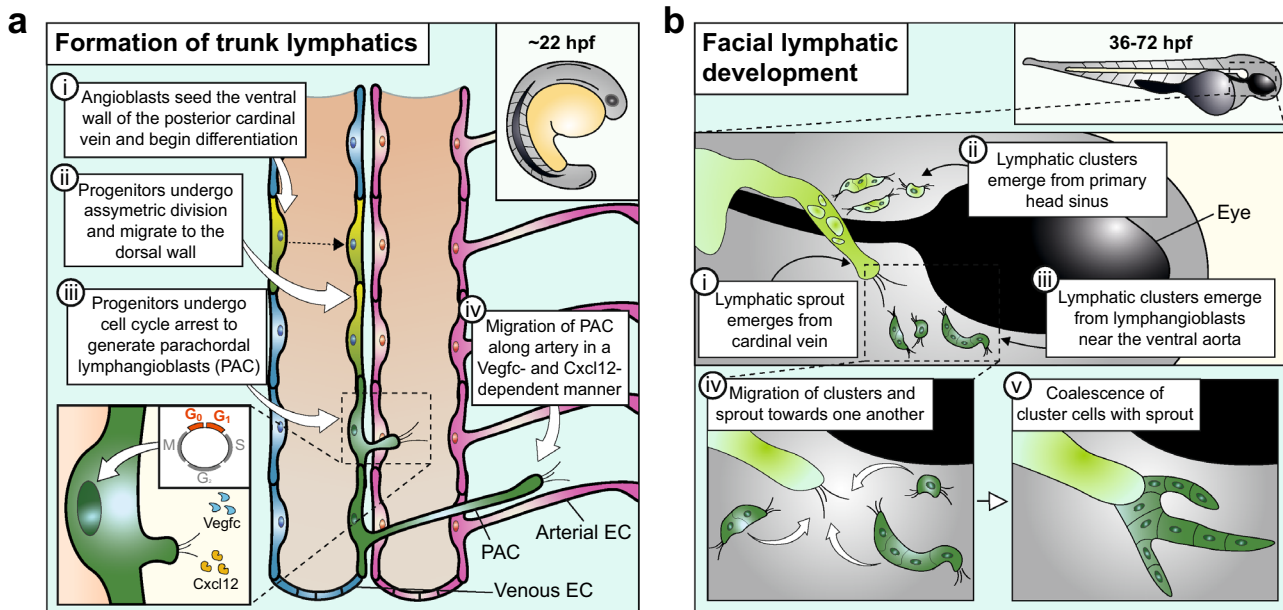 a
Formation of trunk lymphatics
~22 hpf
i
Angioblasts seed the ventral
wall of the posterior cardinal
vein and begin differentiation
ii
Progenitors undergo
assymetric division
and migrate to the
dorsal wall
iii
Progenitors undergo
cell cycle arrest to
generate parachordal
lymphangioblasts (PAC)
iv
Migration of PAC
along artery in a
Vegfc- and Cxcl12-
dependent manner
G₀ G₁
M S
G₂
Vegfc
Cxcl12
Arterial EC
PAC
Venous EC
b
Facial lymphatic
development
36-72 hpf
ii
Lymphatic clusters
emerge from primary
head sinus
Eye
i
Lymphatic sprout
emerges from
cardinal vein
iii
Lymphatic clusters emerge
from lymphangioblasts
near the ventral aorta
iv
Migration of clusters and
sprout towards one another
v
Coalescence of
cluster cells with sprout